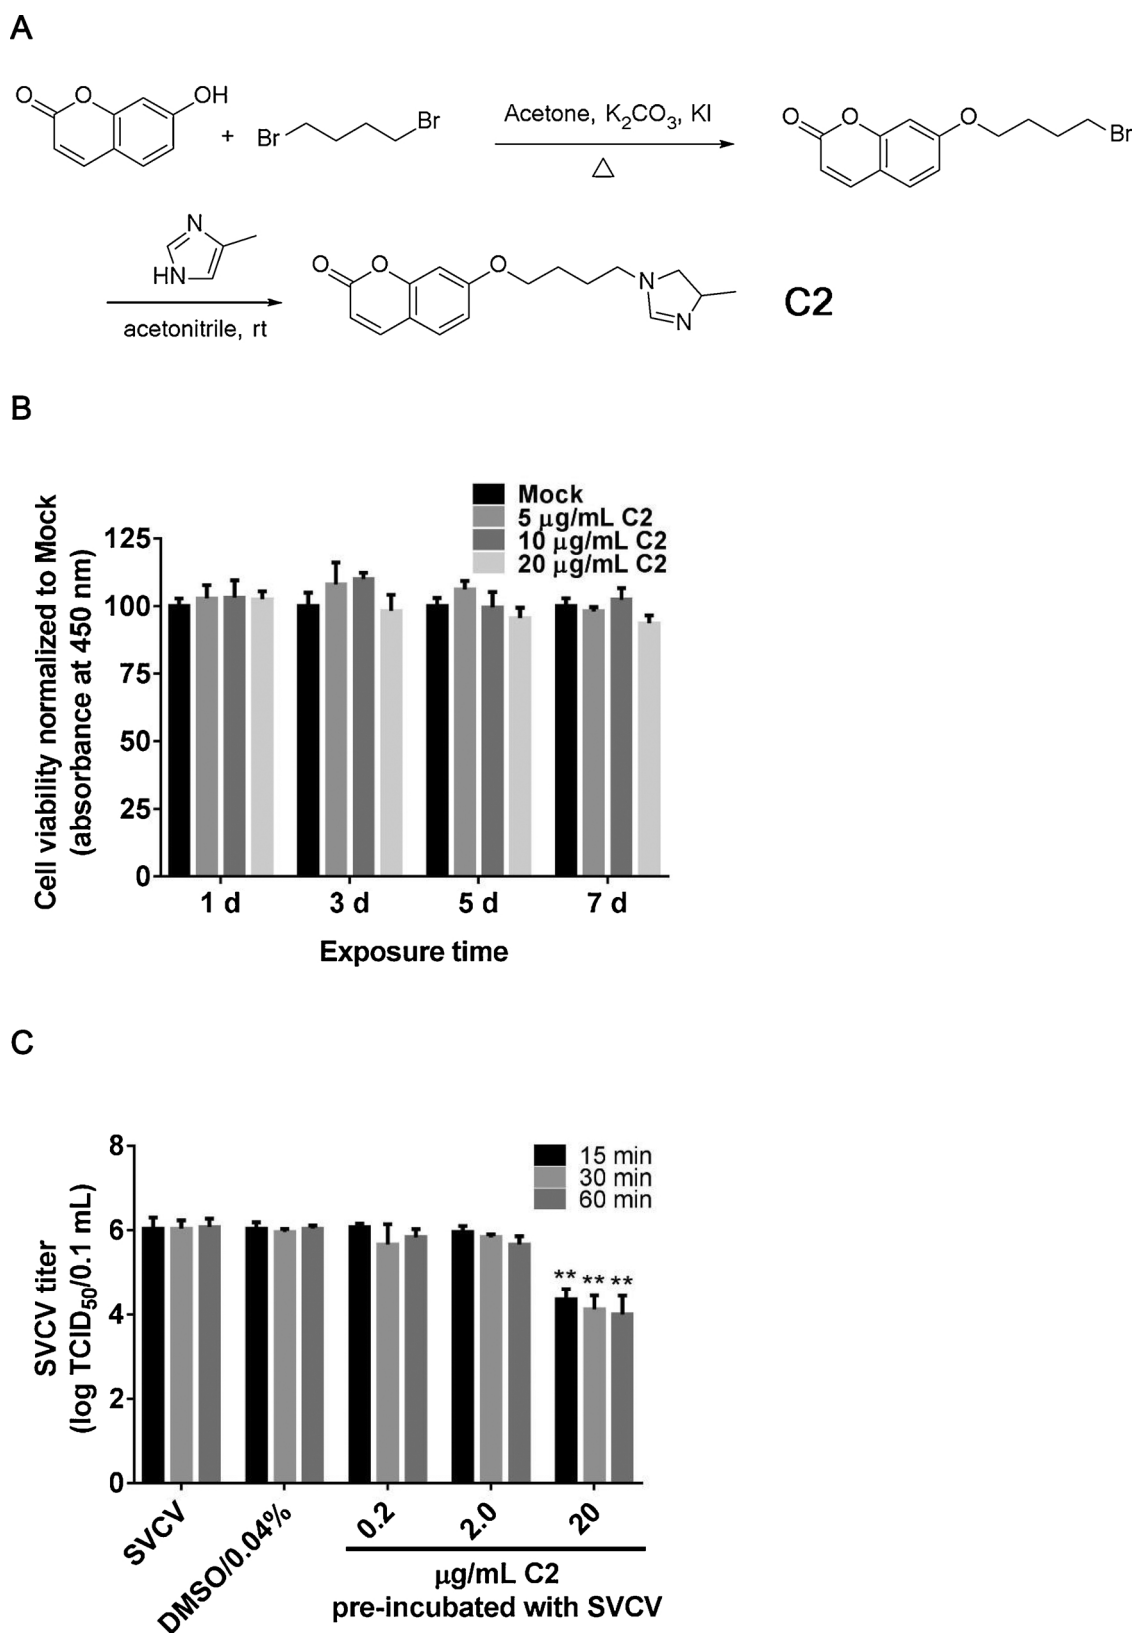 A
O
O
OH
+
Br
Br
Acetone, K₂CO₃, KI
△
O
O
O
Br
N
HN
acetonitrile, rt
O
O
O
N
N
C2
B
Mock
5 μg/mL C2
10 μg/mL C2
20 μg/mL C2
Cell viability normalized to Mock
(absorbance at 450 nm)
125
100
75
50
25
0
1 d
3 d
5 d
7 d
Exposure time
C
15 min
30 min
60 min
SVCV titer
(log TCID₅₀/0.1 mL)
8
6
4
2
0
** ** **
SVCV
DMSO/0.04%
0.2
2.0
20
μg/mL C2
pre-incubated with SVCV